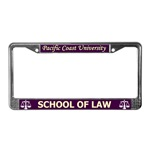 Pacific Coast University
SCHOOL OF LAW